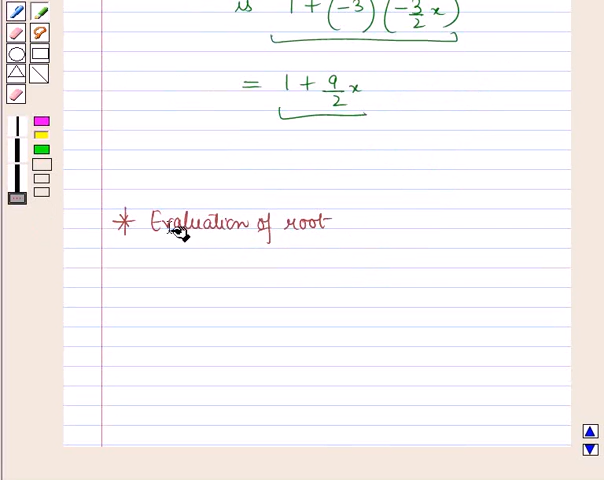 is 1 + (-3) (-3/2 x)
= 1 + 9/2 x
* Evaluation of root